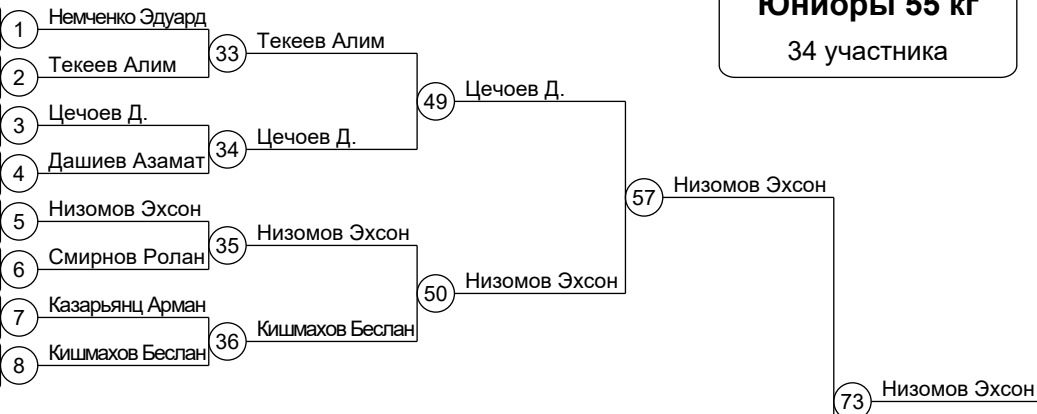 Юниоры 55 кг
34 участника
1 Немченко Эдуард
33 Текеев Алим
2 Текеев Алим
49 Цечоев Д.
3 Цечоев Д.
34 Цечоев Д.
4 Дашиев Азамат
57 Низомов Эхсон
5 Низомов Эхсон
35 Низомов Эхсон
6 Смирнов Ролан
50 Низомов Эхсон
7 Казарьянц Арман
36 Кишмахов Беслан
8 Кишмахов Беслан
73 Низомов Эхсон